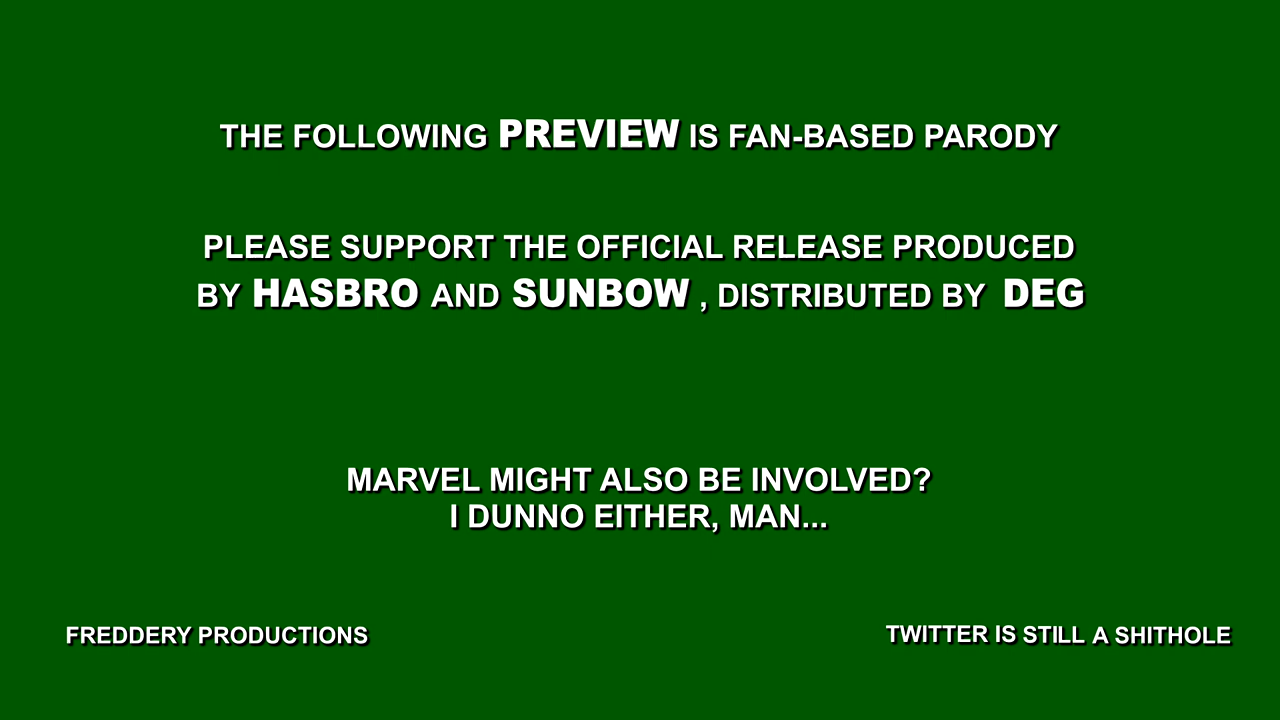 THE FOLLOWING PREVIEW IS FAN-BASED PARODY
PLEASE SUPPORT THE OFFICIAL RELEASE PRODUCED
BY HASBRO AND SUNBOW , DISTRIBUTED BY DEG
MARVEL MIGHT ALSO BE INVOLVED?
I DUNNO EITHER, MAN...
FREDDERY PRODUCTIONS
TWITTER IS STILL A SHITHOLE